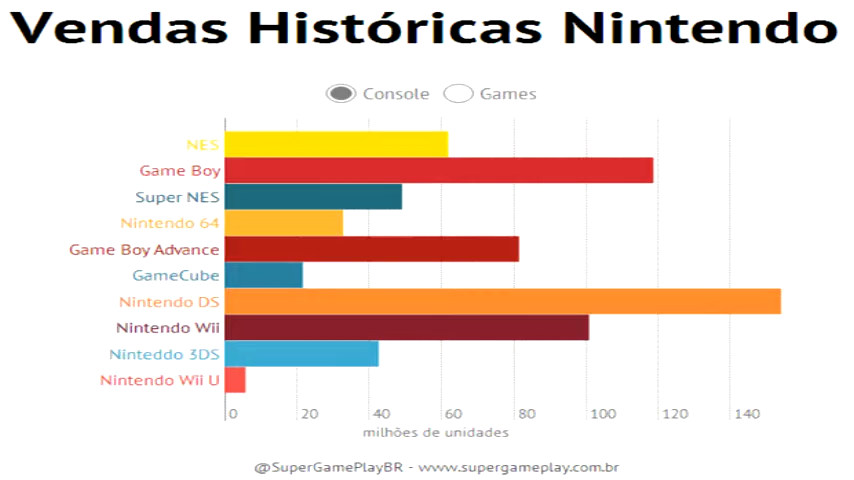 Vendas Históricas Nintendo
Console Games
NES
Game Boy
Super NES
Nintendo 64
Game Boy Advance
GameCube
Nintendo DS
Nintendo Wii
Ninteddo 3DS
Nintendo Wii U
0 20 40 60 80 100 120 140
milhões de unidades
@SuperGamePlayBR - www.supergameplay.com.br